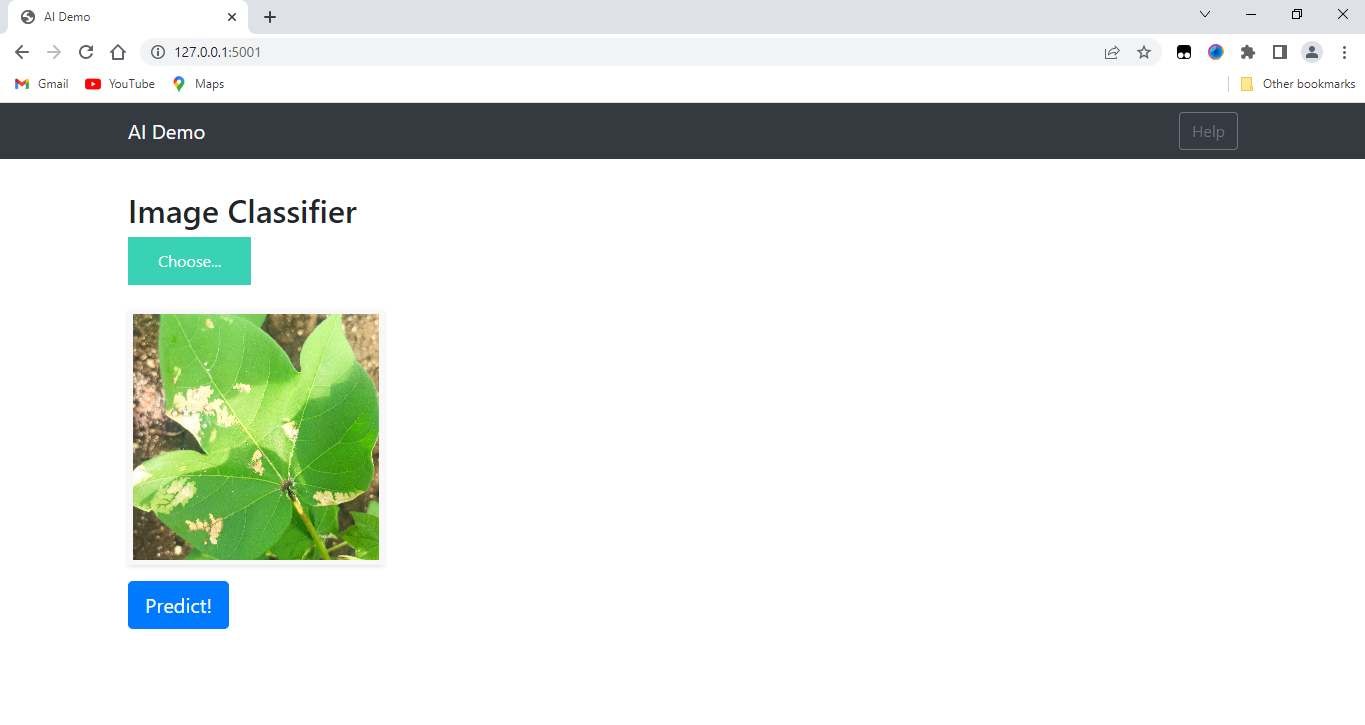 AI Demo
127.0.0.1:5001
Gmail YouTube Maps Other bookmarks
AI Demo Help
Image Classifier
Choose...
Predict!